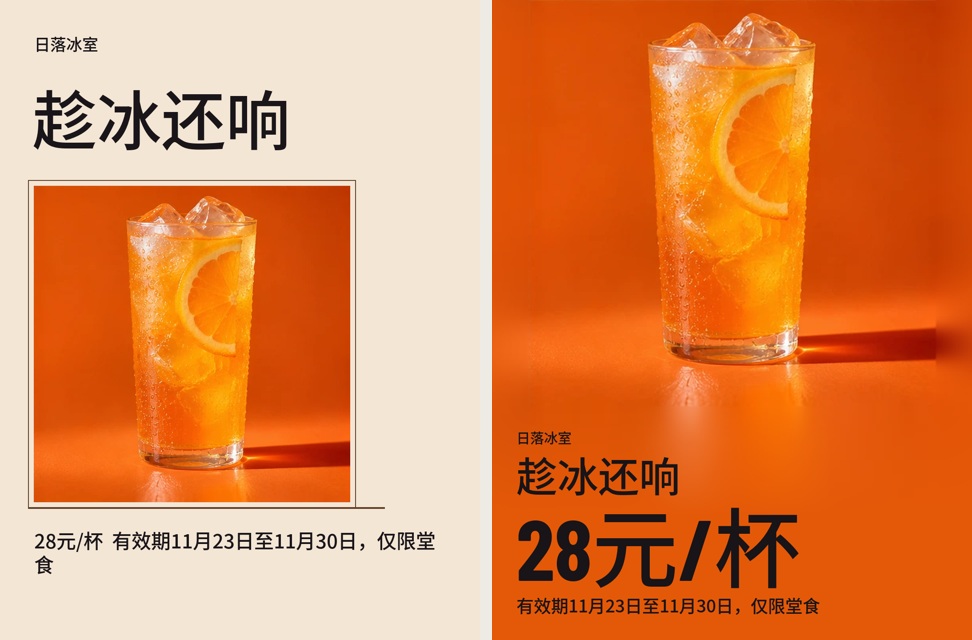 日落冰室
趁冰还响
28元/杯 有效期11月23日至11月30日，仅限堂
食
日落冰室
趁冰还响
28元/杯
有效期11月23日至11月30日，仅限堂食